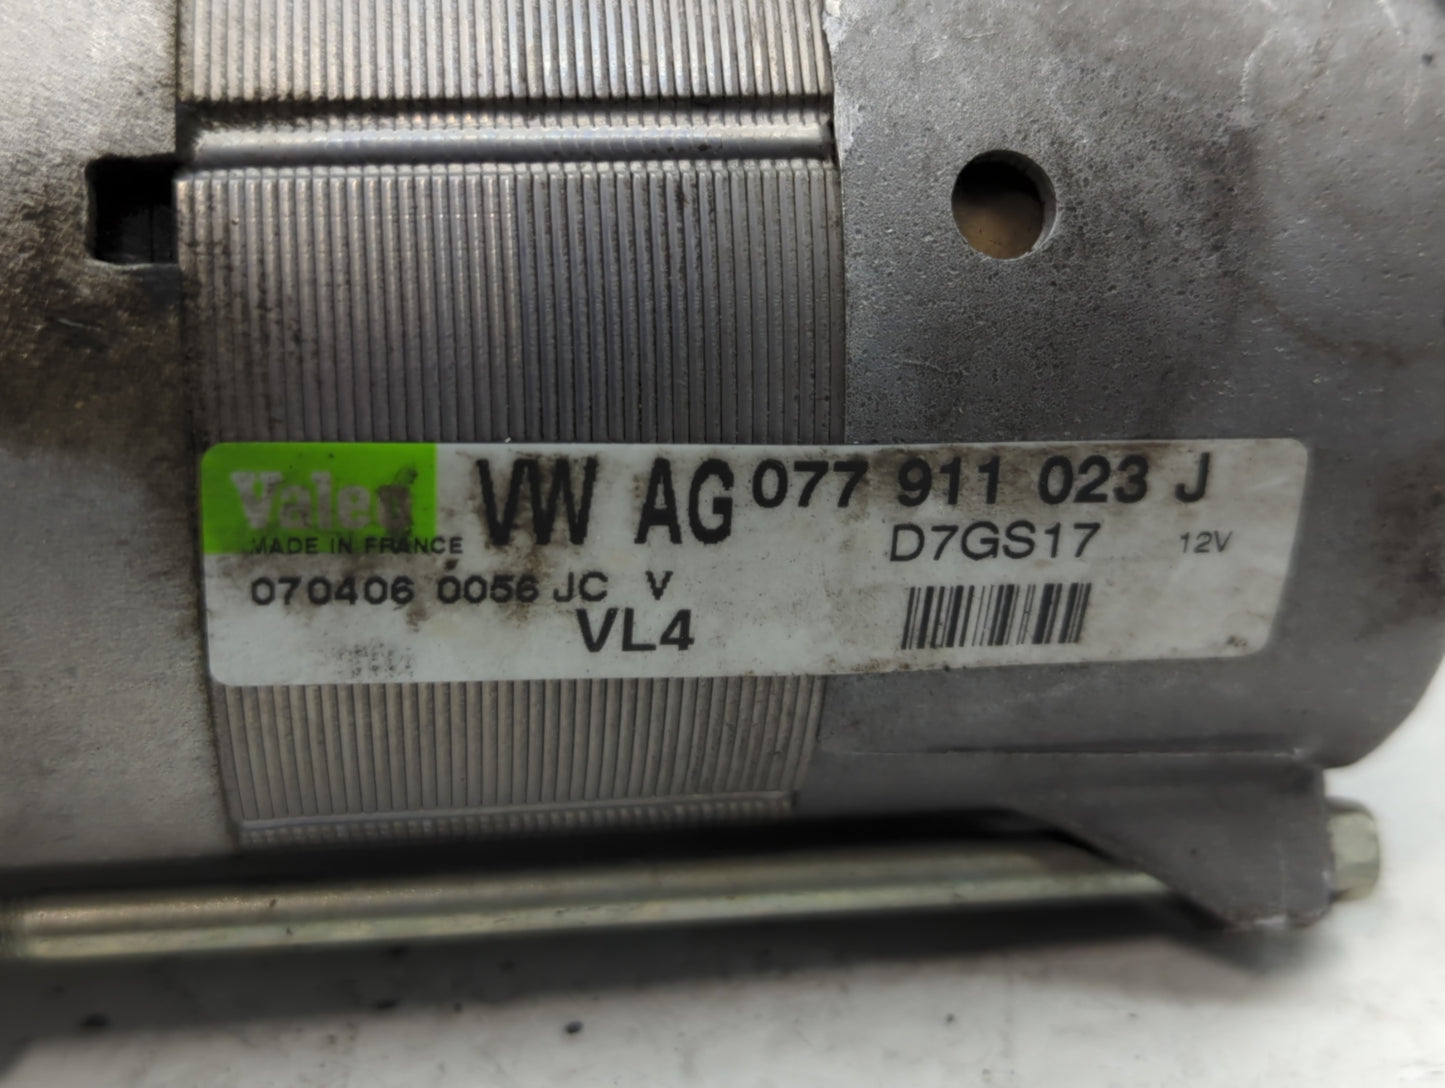 Valeo VW AG 077 911 023 J
MADE IN FRANCE D7GS17 12V
070406 0056 JC V
VL4